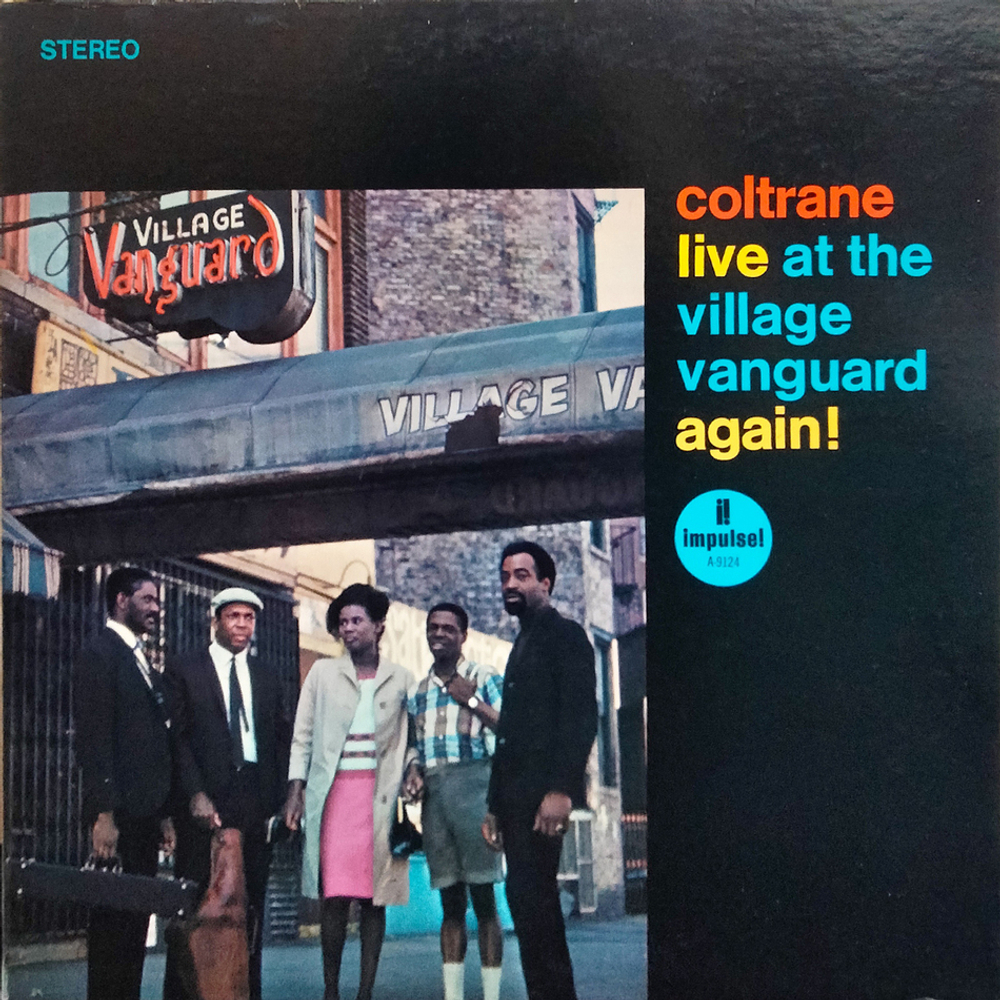 STEREO
coltrane
live at the
village
vanguard
again!
i!
impulse!
A-9124
VILLAGE
Vanguard
VILLAGE VA